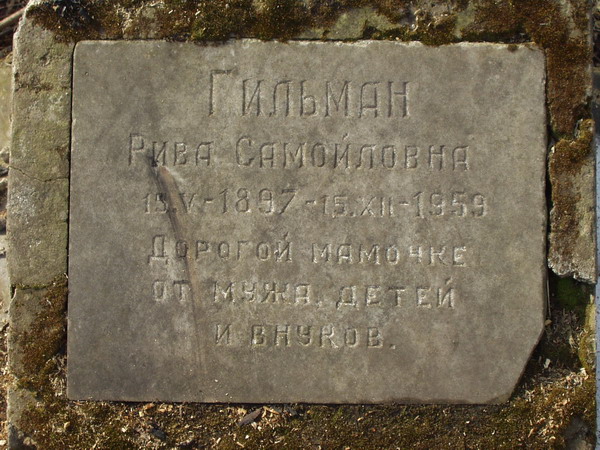 Гильман
Рива Самойловна
15.V-1897-15.XII-1959
Дорогой мамочке
от мужа, детей
и внуков.